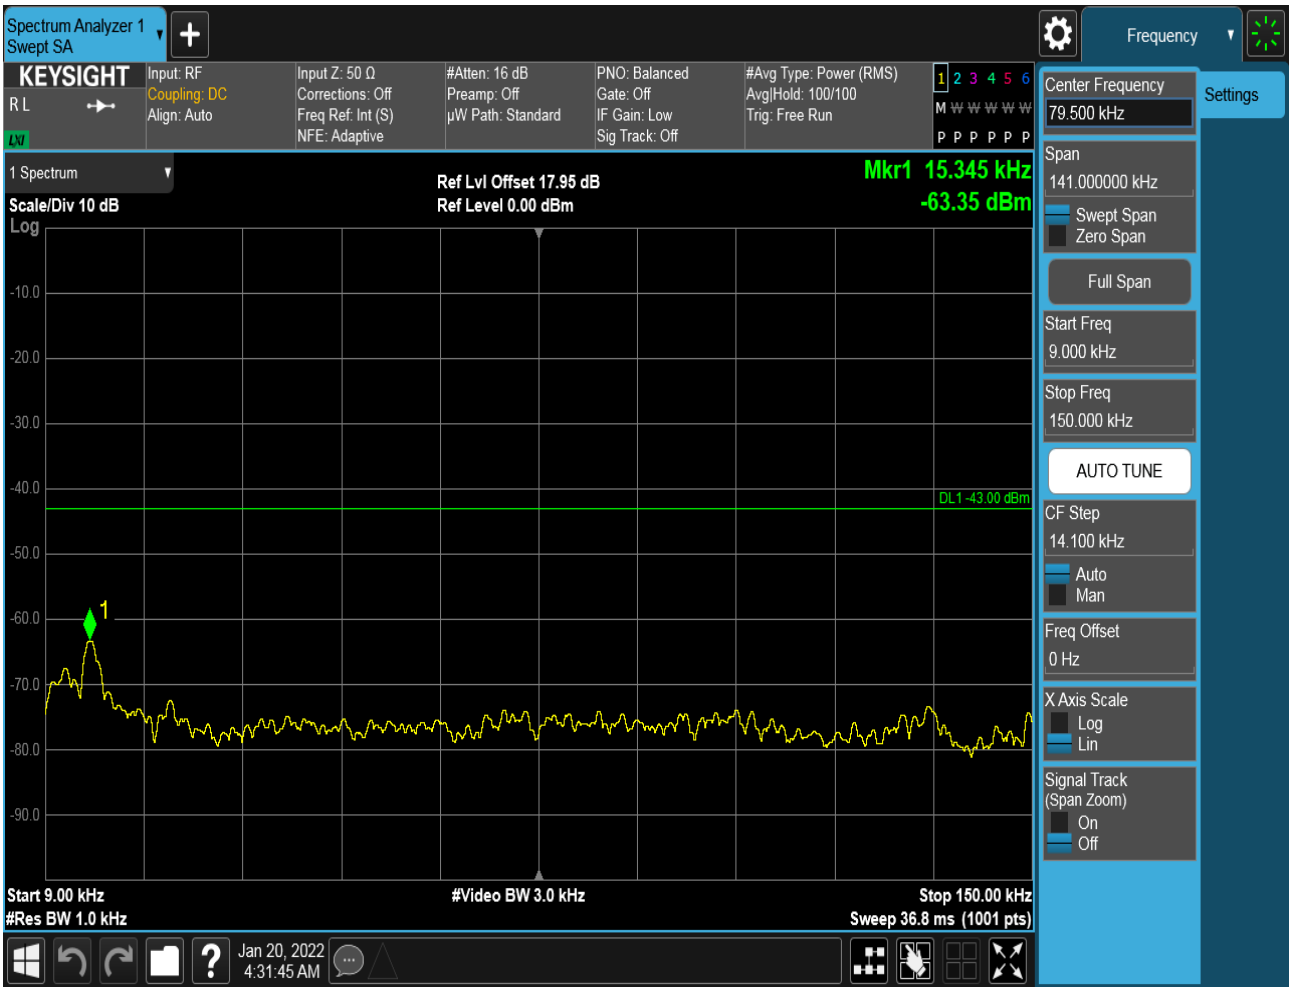 Spectrum Analyzer 1
Swept SA
Frequency
KEYSIGHT
R L
LXI
Input: RF
Coupling: DC
Align: Auto
Input Z: 50 Ω
Corrections: Off
Freq Ref: Int (S)
NFE: Adaptive
#Atten: 16 dB
Preamp: Off
µW Path: Standard
PNO: Balanced
Gate: Off
IF Gain: Low
Sig Track: Off
#Avg Type: Power (RMS)
Avg|Hold: 100/100
Trig: Free Run
1 2 3 4 5 6
M W W W W W
P P P P P P
1 Spectrum
Scale/Div 10 dB
Log
Ref Lvl Offset 17.95 dB
Ref Level 0.00 dBm
Mkr1 15.345 kHz
-63.35 dBm
-10.0
-20.0
-30.0
-40.0
DL1 -43.00 dBm
-50.0
-60.0
1
-70.0
-80.0
-90.0
Start 9.00 kHz
#Video BW 3.0 kHz
Stop 150.00 kHz
#Res BW 1.0 kHz
Sweep 36.8 ms (1001 pts)
?
Jan 20, 2022
4:31:45 AM
Center Frequency
79.500 kHz
Settings
Span
141.000000 kHz
Swept Span
Zero Span
Full Span
Start Freq
9.000 kHz
Stop Freq
150.000 kHz
AUTO TUNE
CF Step
14.100 kHz
Auto
Man
Freq Offset
0 Hz
X Axis Scale
Log
Lin
Signal Track
(Span Zoom)
On
Off